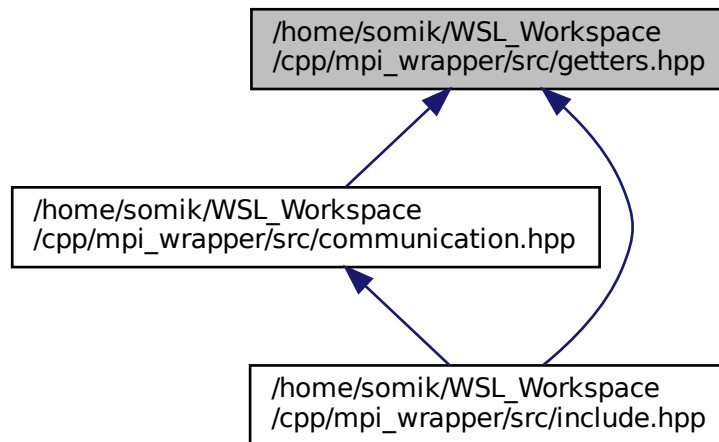 /home/somik/WSL_Workspace
/cpp/mpi_wrapper/src/getters.hpp
/home/somik/WSL_Workspace
/cpp/mpi_wrapper/src/communication.hpp
/home/somik/WSL_Workspace
/cpp/mpi_wrapper/src/include.hpp